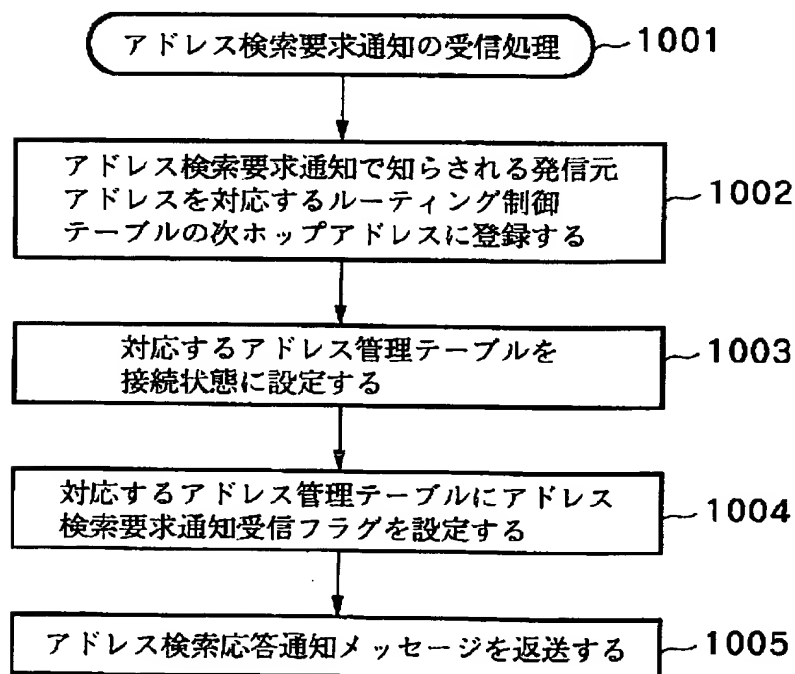 アドレス検索要求通知の受信処理 1001
アドレス検索要求通知で知らされる発信元
アドレスを対応するルーティング制御
テーブルの次ホップアドレスに登録する
1002
対応するアドレス管理テーブルを
接続状態に設定する
1003
対応するアドレス管理テーブルにアドレス
検索要求通知受信フラグを設定する
1004
アドレス検索応答通知メッセージを返送する 1005